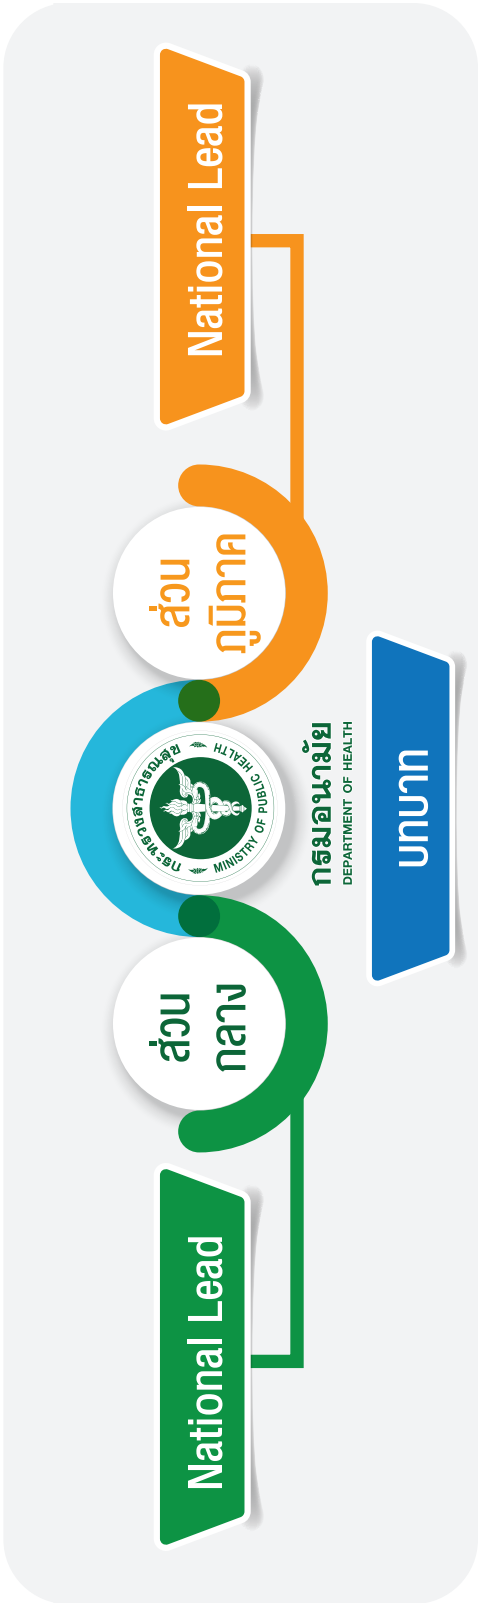 National Lead
ส่วน
กลาง
กระทรวงสาธารณสุข
MINISTRY OF PUBLIC HEALTH
กรมอนามัย
DEPARTMENT OF HEALTH
บทบาท
ส่วน
ภูมิภาค
National Lead